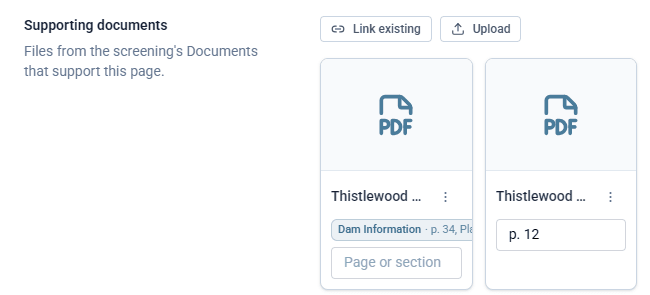 Supporting documents
Files from the screening's Documents
that support this page.
Link existing
Upload
PDF
PDF
Thistlewood ...
Thistlewood ...
Dam Information · p. 34, Pla
p. 12
Page or section